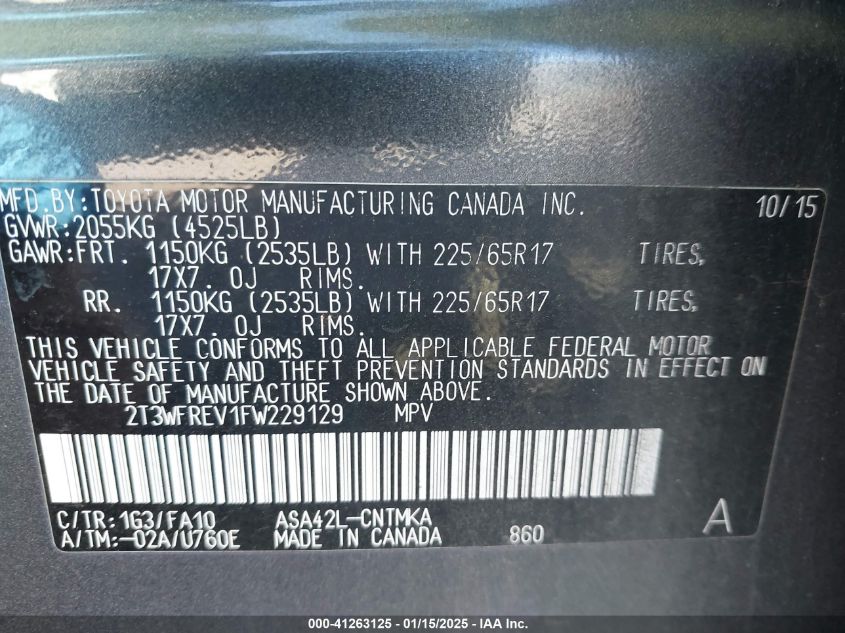 MFD.BY:TOYOTA MOTOR MANUFACTURING CANADA INC. 10/15
GVWR:2055KG (4525LB)
GAWR:FRT. 1150KG (2535LB) WITH 225/65R17 TIRES,
17X7. 0J RIMS.
RR. 1150KG (2535LB) WITH 225/65R17 TIRES,
17X7. 0J RIMS.
THIS VEHICLE CONFORMS TO ALL APPLICABLE FEDERAL MOTOR
VEHICLE SAFETY AND THEFT PREVENTION STANDARDS IN EFFECT ON
THE DATE OF MANUFACTURE SHOWN ABOVE.
2T3WFREV1FW229129 MPV
C/TR:1G3/FA10 ASA42L-CNTMKA A
A/TM:-02A/U760E MADE IN CANADA 860
000-41263125 - 01/15/2025 - IAA Inc.